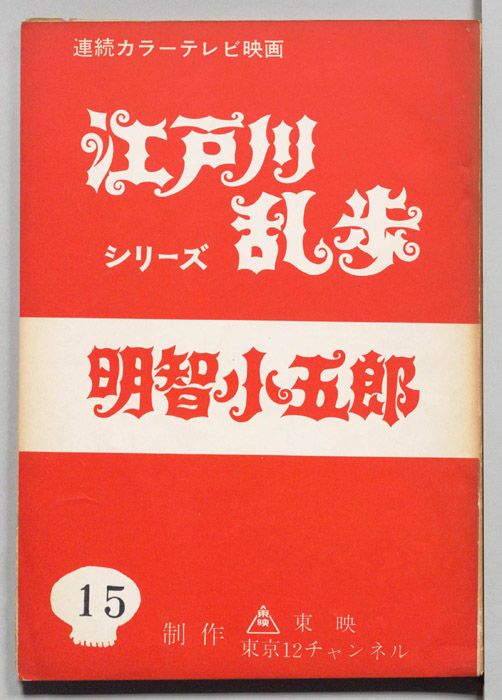 連続カラーテレビ映画
江戸川
乱歩
シリーズ
明智小五郎
15
制作 東映 東映
東京12チャンネル